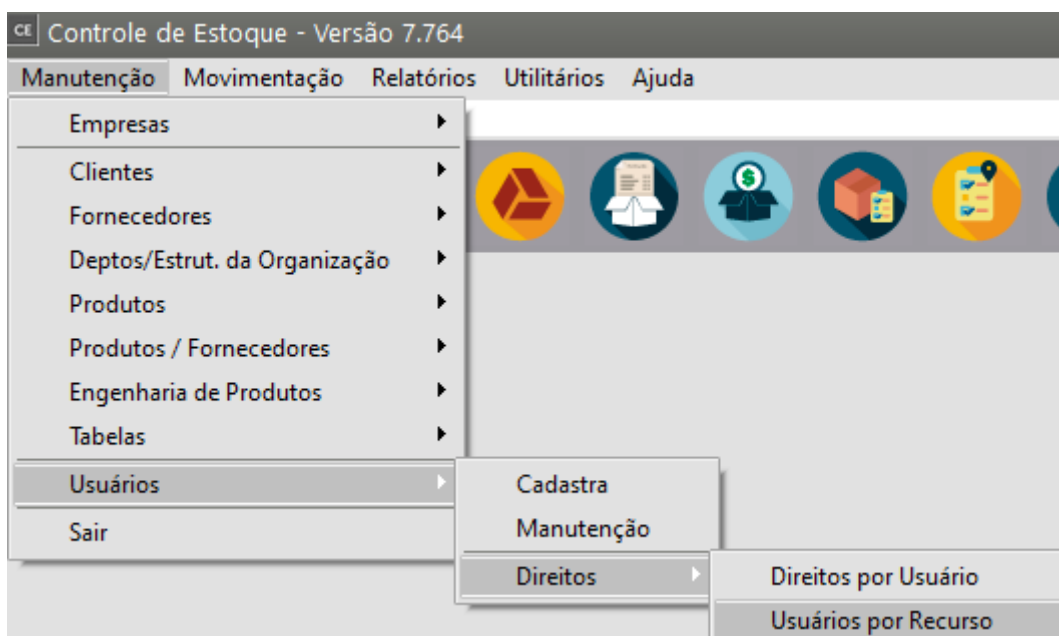 CE Controle de Estoque - Versão 7.764
Manutenção Movimentação Relatórios Utilitários Ajuda
Empresas
Clientes
Fornecedores
Deptos/Estrut. da Organização
Produtos
Produtos / Fornecedores
Engenharia de Produtos
Tabelas
Usuários
Sair
Cadastra
Manutenção
Direitos
Direitos por Usuário
Usuários por Recurso